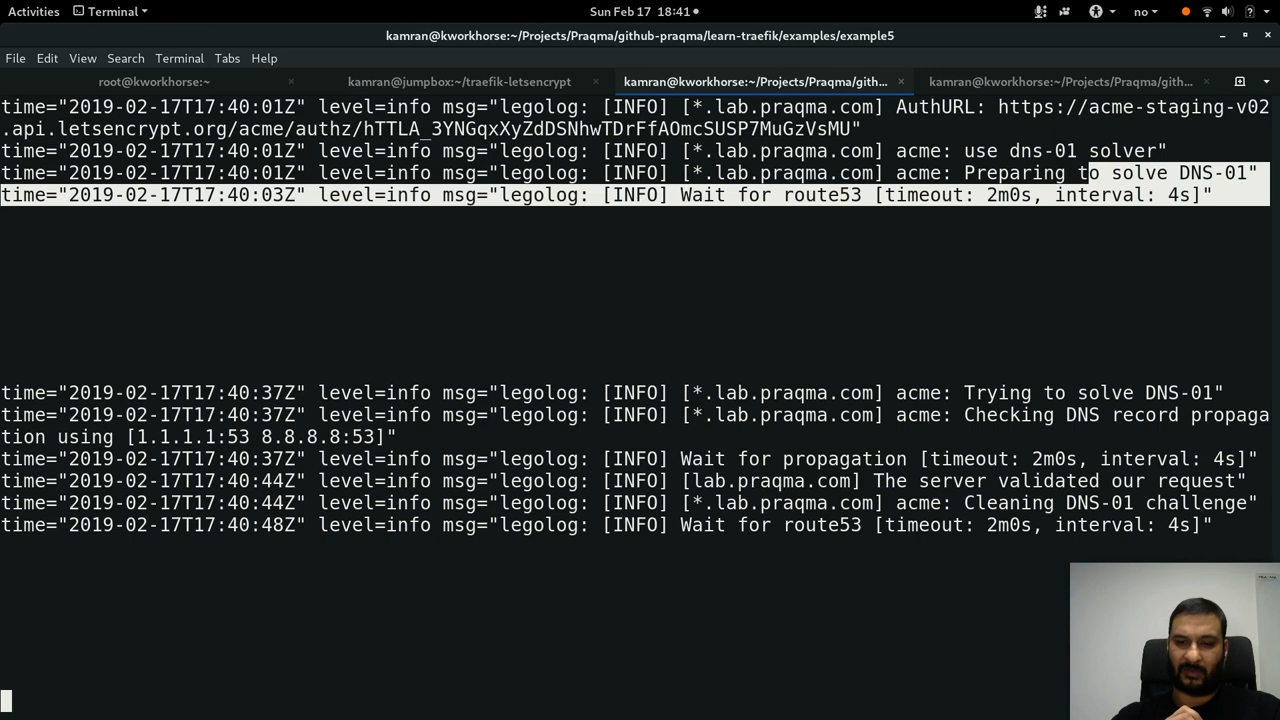 Activities Terminal Sun Feb 17 18:41 no
kamran@kworkhorse:~/Projects/Praqma/github-praqma/learn-traefik/examples/example5
File Edit View Search Terminal Tabs Help
root@kworkhorse:~ kamran@jumpbox:~/traefik-letsencrypt kamran@kworkhorse:~/Projects/Praqma/gith... kamran@kworkhorse:~/Projects/Praqma/gith...
time="2019-02-17T17:40:01Z" level=info msg="legolog: [INFO] [*.lab.praqma.com] AuthURL: https://acme-staging-v02
.api.letsencrypt.org/acme/authz/hTTLA_3YNGqxXyZdDSNhwTDrFfAOmcSUSP7MuGzVsMU"
time="2019-02-17T17:40:01Z" level=info msg="legolog: [INFO] [*.lab.praqma.com] acme: use dns-01 solver"
time="2019-02-17T17:40:01Z" level=info msg="legolog: [INFO] [*.lab.praqma.com] acme: Preparing to solve DNS-01"
time="2019-02-17T17:40:03Z" level=info msg="legolog: [INFO] Wait for route53 [timeout: 2m0s, interval: 4s]"
time="2019-02-17T17:40:37Z" level=info msg="legolog: [INFO] [*.lab.praqma.com] acme: Trying to solve DNS-01"
time="2019-02-17T17:40:37Z" level=info msg="legolog: [INFO] [*.lab.praqma.com] acme: Checking DNS record propaga
tion using [1.1.1.1:53 8.8.8.8:53]"
time="2019-02-17T17:40:37Z" level=info msg="legolog: [INFO] Wait for propagation [timeout: 2m0s, interval: 4s]"
time="2019-02-17T17:40:44Z" level=info msg="legolog: [INFO] [lab.praqma.com] The server validated our request"
time="2019-02-17T17:40:44Z" level=info msg="legolog: [INFO] [*.lab.praqma.com] acme: Cleaning DNS-01 challenge"
time="2019-02-17T17:40:48Z" level=info msg="legolog: [INFO] Wait for route53 [timeout: 2m0s, interval: 4s]"